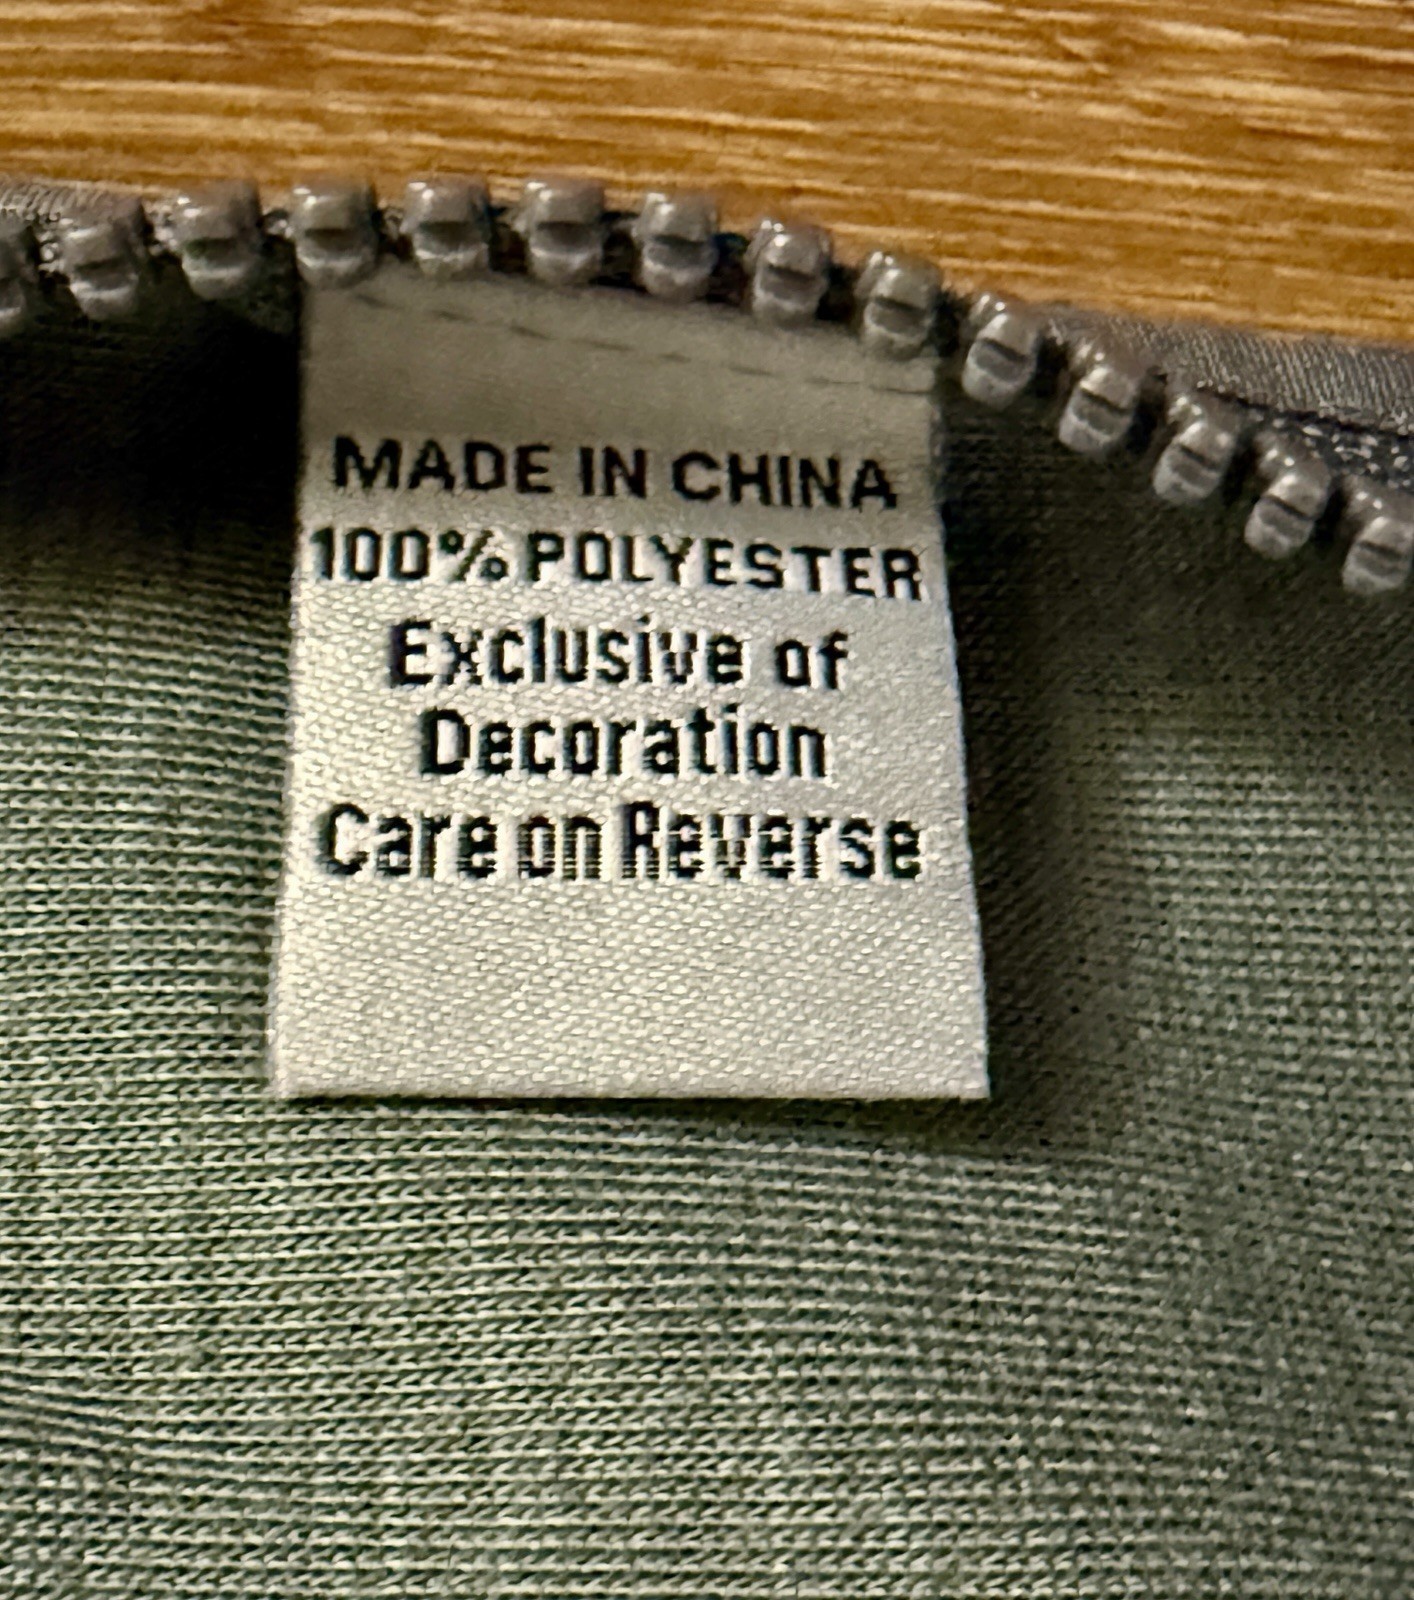 MADE IN CHINA
100% POLYESTER
Exclusive of
Decoration
Care on Reverse